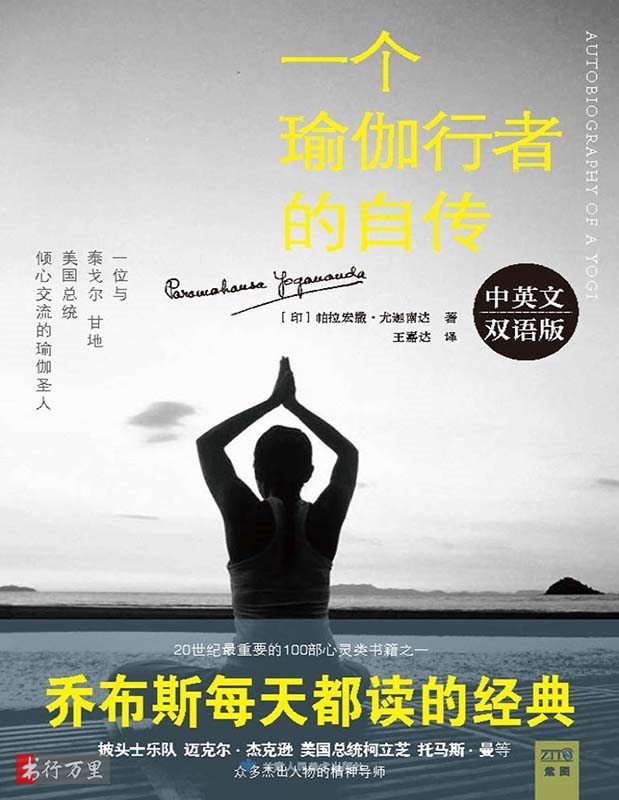 一个
瑜伽行者
的自传
AUTOBIOGRAPHY OF A YOGI
一位与
泰戈尔 甘地
美国总统
倾心交流的瑜伽圣人
Paramahansa Yogananda
中英文
双语版
［印］帕拉宏撒·尤迦南达 著
王嘉达 译
20世纪最重要的100部心灵类书籍之一
乔布斯每天都读的经典
披头士乐队 迈克尔·杰克逊 美国总统柯立芝 托马斯·曼等
众多杰出人物的精神导师
书行万里
ZITO
紫图